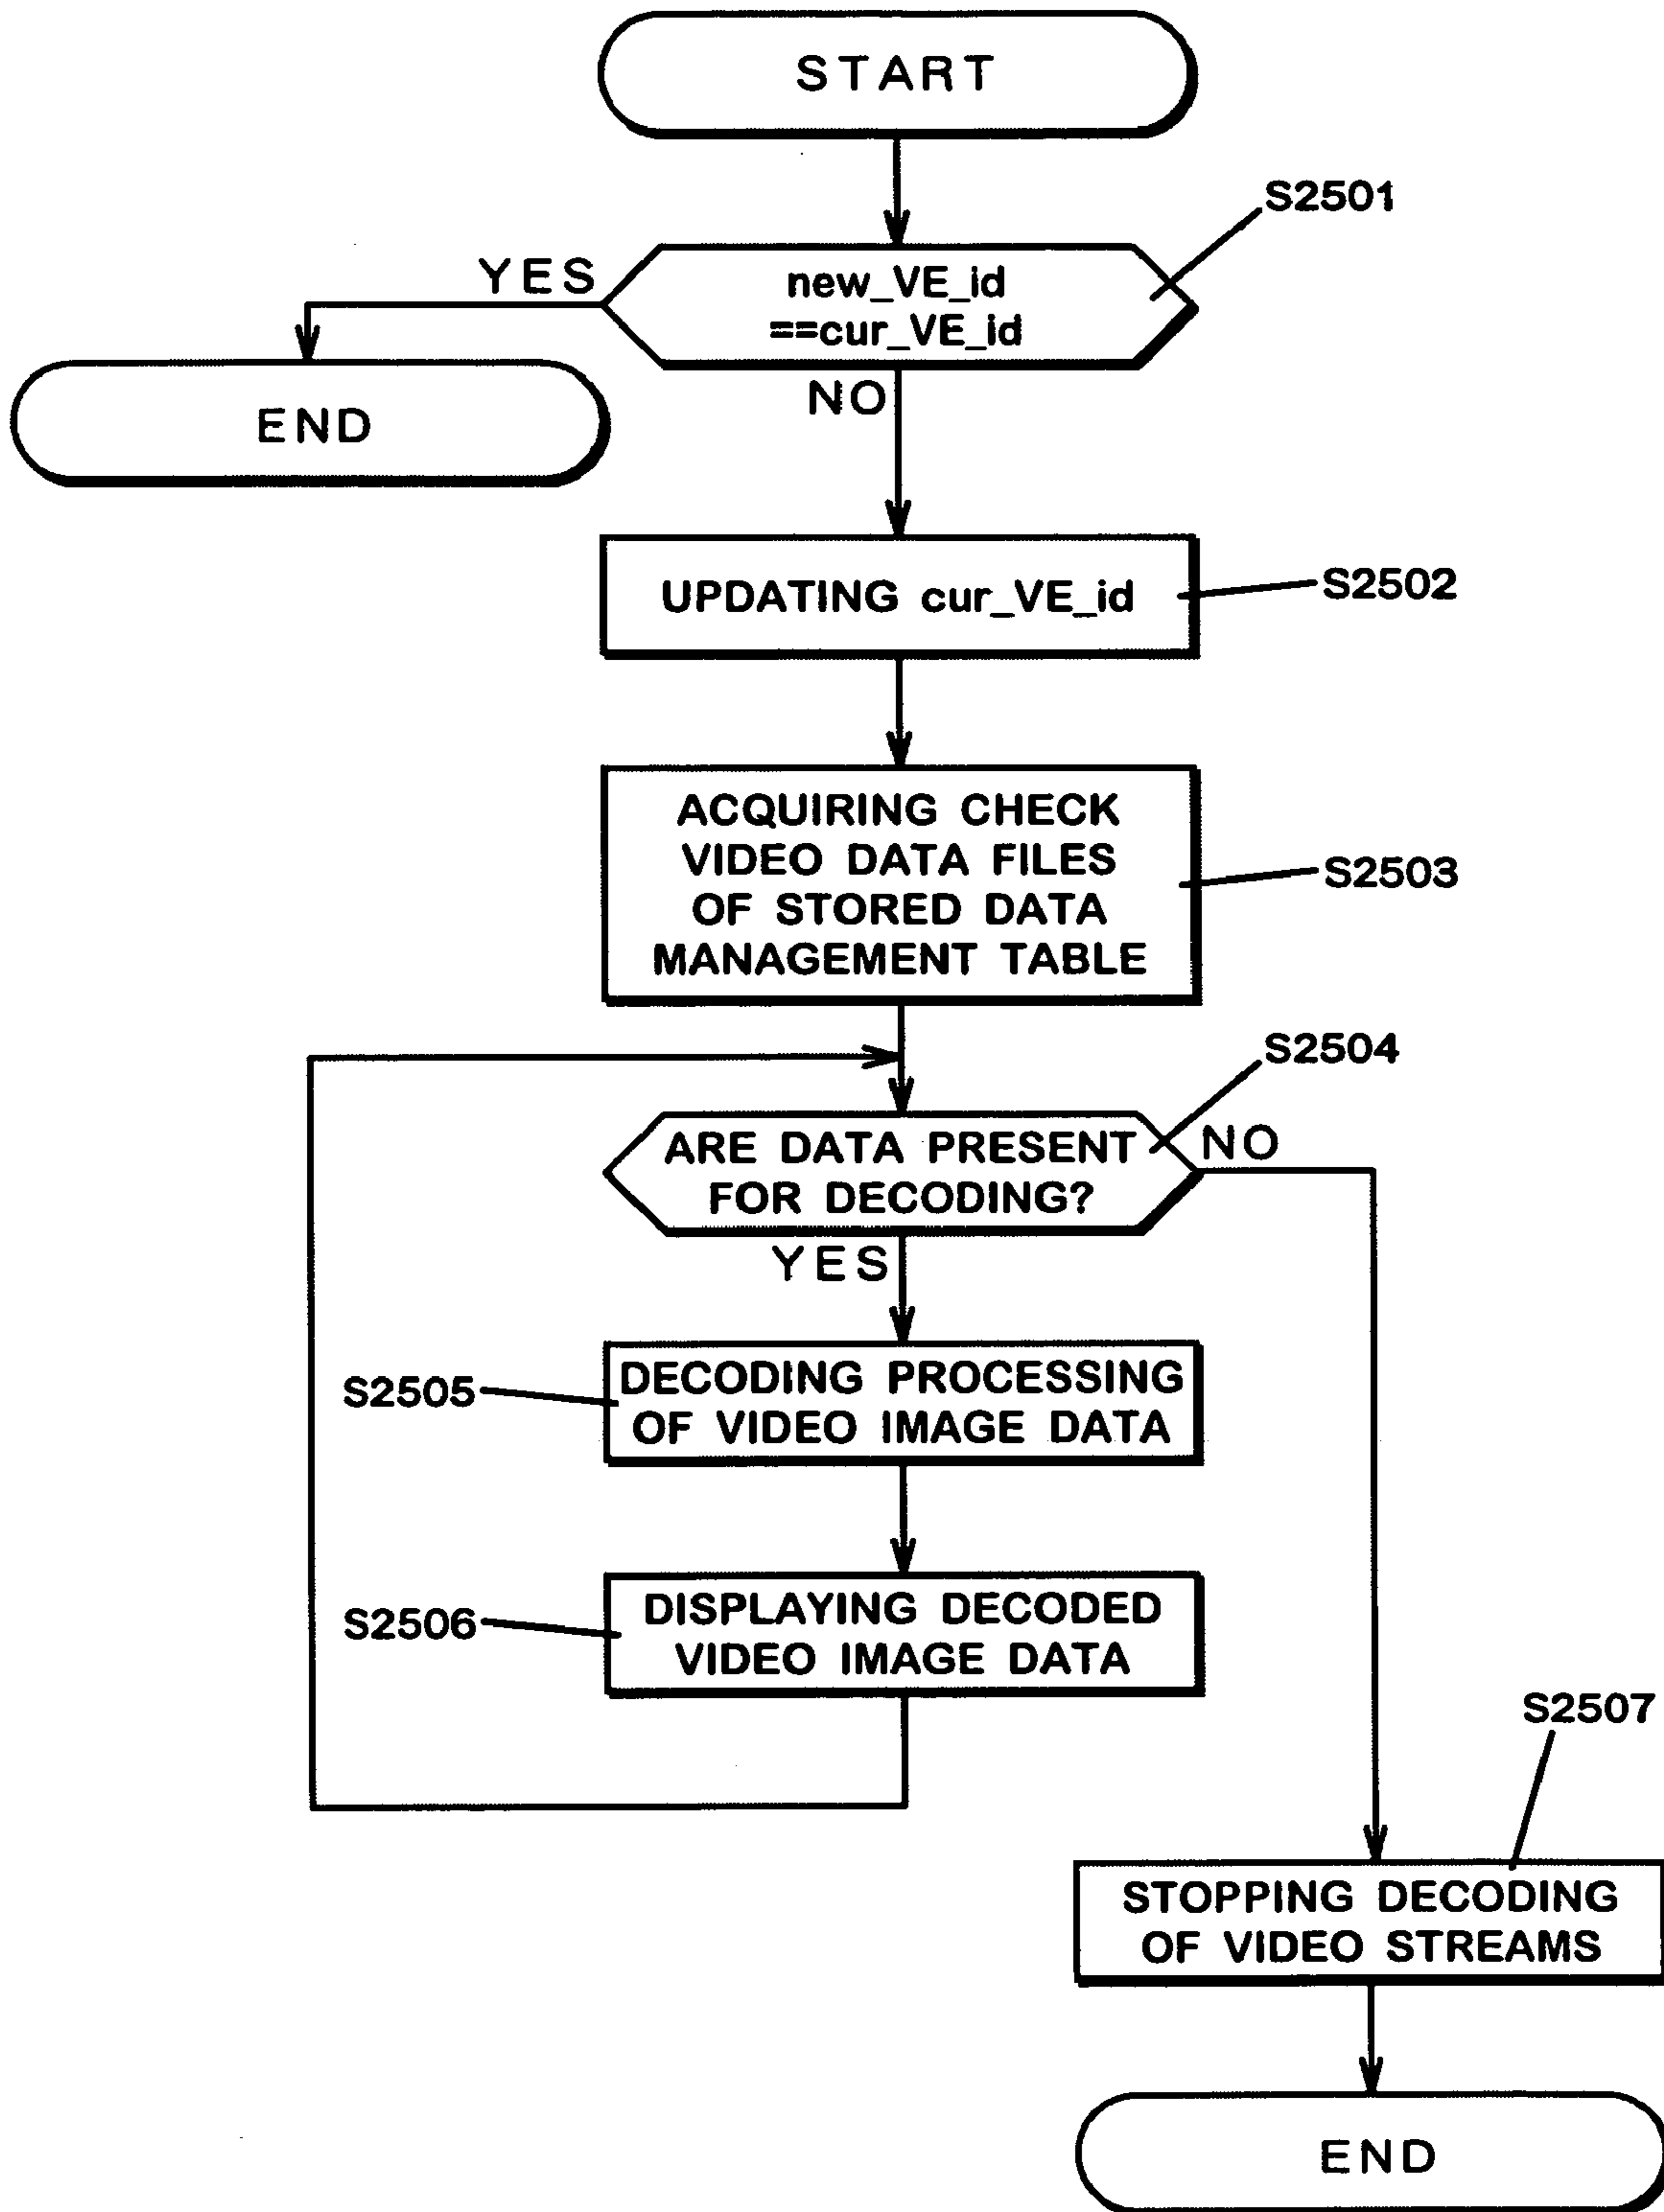 START
S2501
YES
new_VE_id
==cur_VE_id
NO
END
UPDATING cur_VE_id
S2502
ACQUIRING CHECK
VIDEO DATA FILES
OF STORED DATA
MANAGEMENT TABLE
S2503
S2504
ARE DATA PRESENT
FOR DECODING?
NO
YES
S2505
DECODING PROCESSING
OF VIDEO IMAGE DATA
S2506
DISPLAYING DECODED
VIDEO IMAGE DATA
S2507
STOPPING DECODING
OF VIDEO STREAMS
END